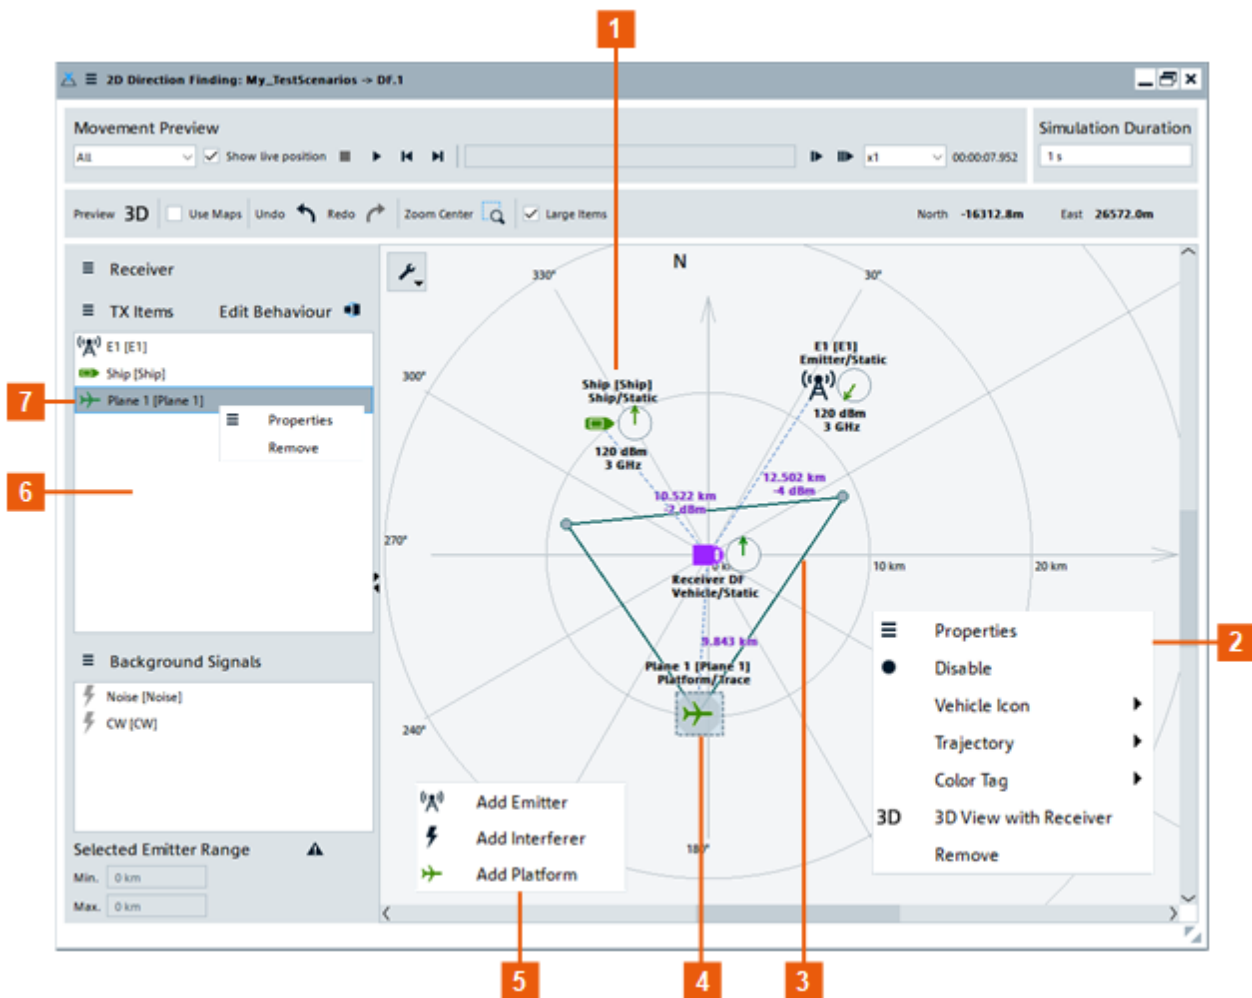 1
2D Direction Finding: My_TestScenarios -> DF.1
Movement Preview
Simulation Duration
All
Show live position
x1
00:00:07.952
1 s
Preview 3D Use Maps Undo Redo Zoom Center Large Items
North -16312.8m East 26572.0m
Receiver
TX Items Edit Behaviour
E1 [E1]
Ship [Ship]
Plane 1 [Plane 1]
Properties
Remove
7
6
Background Signals
Noise [Noise]
CW [CW]
Selected Emitter Range
Min. 0 km
Max. 0 km
N
330°
30°
300°
270°
240°
180°
E1 [E1]
Emitter/Static
120 dBm
3 GHz
Ship [Ship]
Ship/Static
120 dBm
3 GHz
12.502 km
-4 dBm
10.522 km
-2 dBm
10 km
20 km
Receiver DF
Vehicle/Static
9.843 km
Plane 1 [Plane 1]
Platform/Trace
Properties
Disable
Vehicle Icon
Trajectory
Color Tag
3D 3D View with Receiver
Remove
2
Add Emitter
Add Interferer
Add Platform
5
4
3